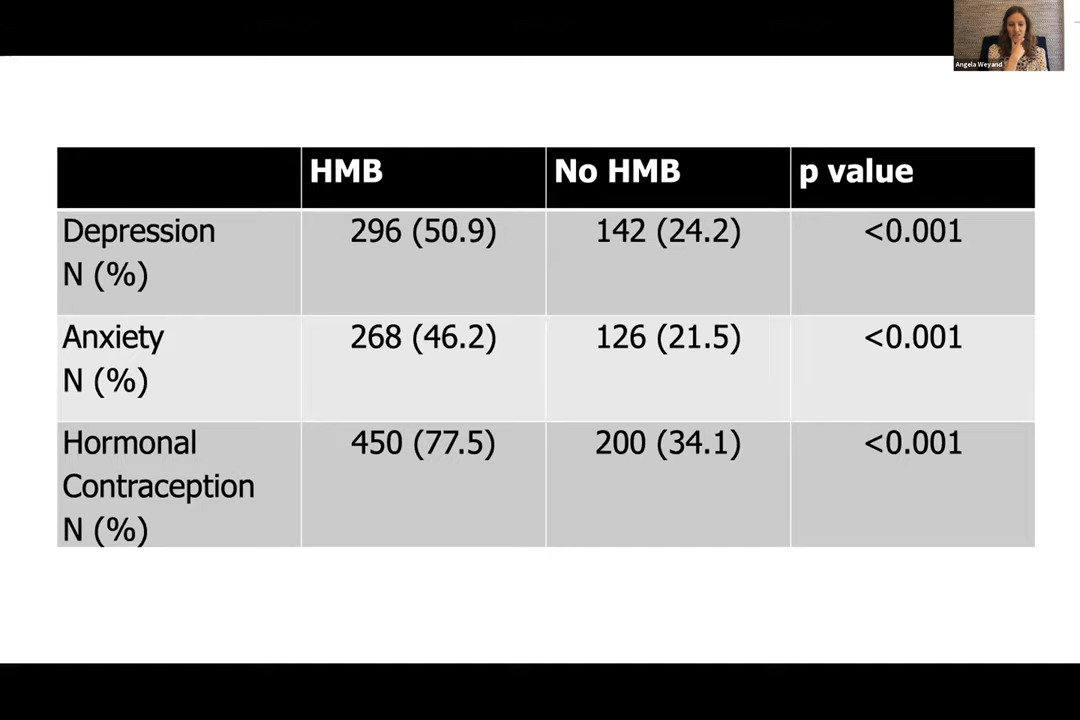 Angela Weyand
HMB No HMB p value
Depression 296 (50.9) 142 (24.2) <0.001
N (%)
Anxiety 268 (46.2) 126 (21.5) <0.001
N (%)
Hormonal 450 (77.5) 200 (34.1) <0.001
Contraception
N (%)